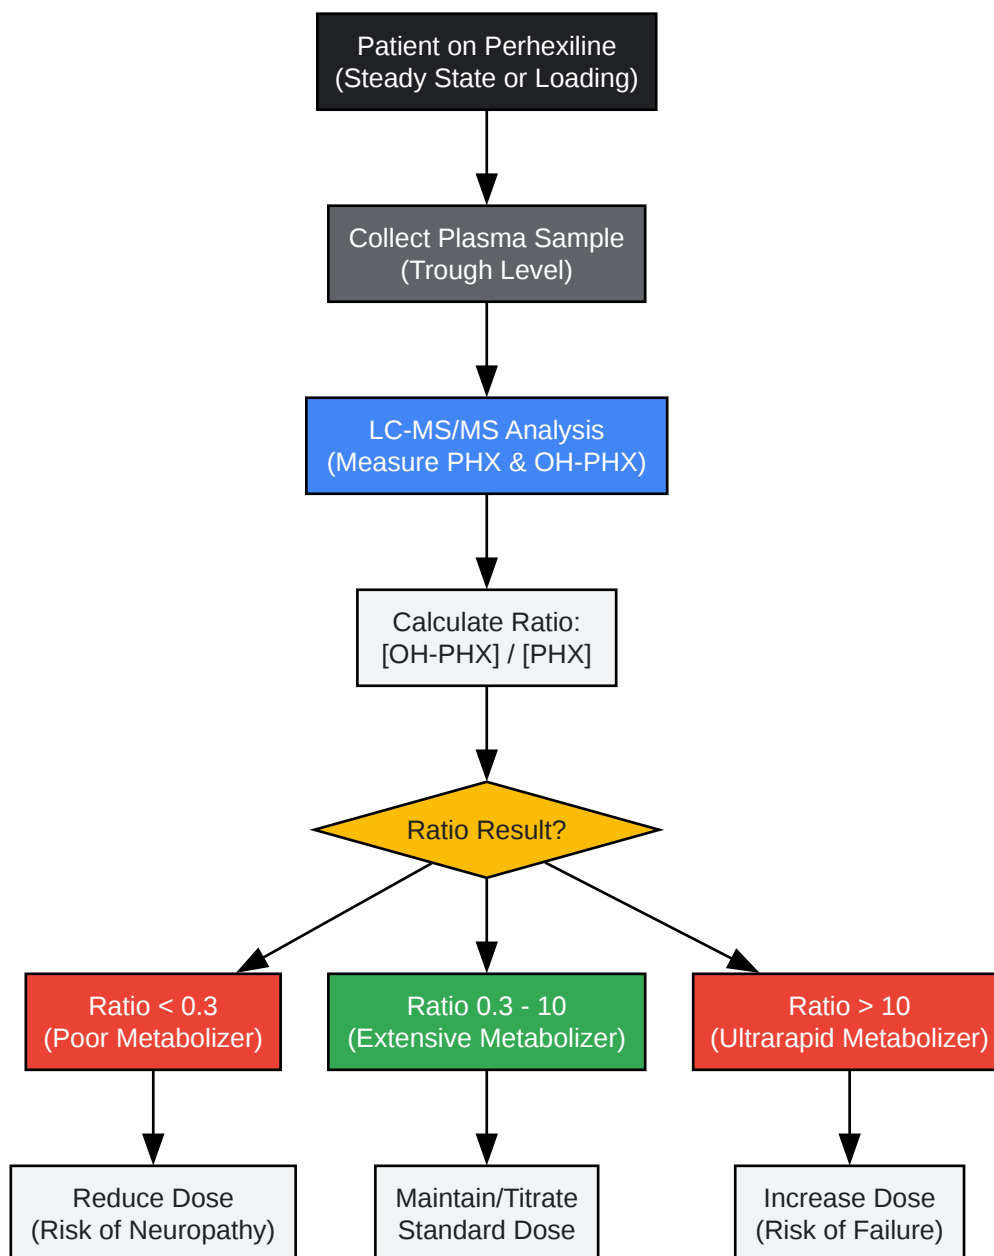 Patient on Perhexiline
(Steady State or Loading)
Collect Plasma Sample
(Trough Level)
LC-MS/MS Analysis
(Measure PHX & OH-PHX)
Calculate Ratio:
[OH-PHX] / [PHX]
Ratio Result?
Ratio < 0.3
(Poor Metabolizer)
Ratio 0.3 - 10
(Extensive Metabolizer)
Ratio > 10
(Ultrarapid Metabolizer)
Reduce Dose
(Risk of Neuropathy)
Maintain/Titrate
Standard Dose
Increase Dose
(Risk of Failure)